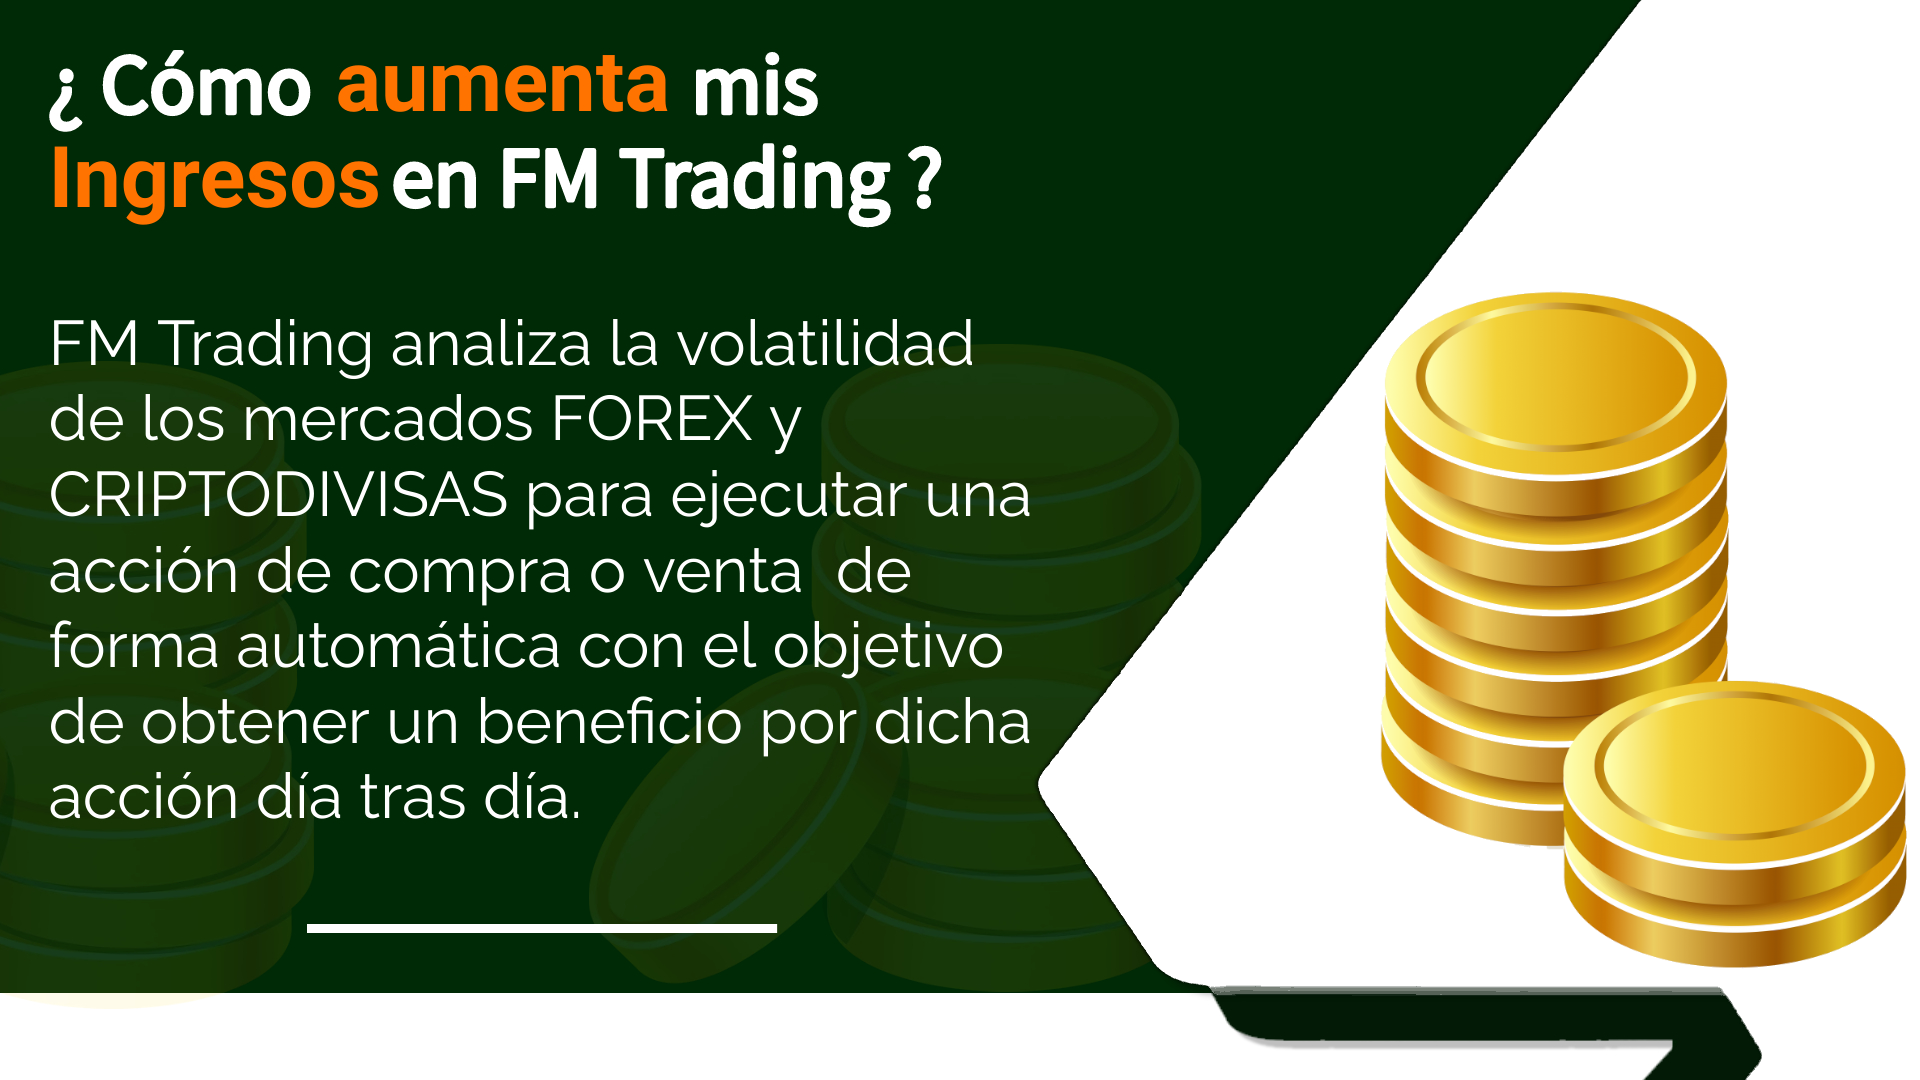 ¿ Cómo aumenta mis
Ingresos en FM Trading ?
FM Trading analiza la volatilidad
de los mercados FOREX y
CRIPTODIVISAS para ejecutar una
acción de compra o venta  de
forma automática con el objetivo
de obtener un beneficio por dicha
acción día tras día.